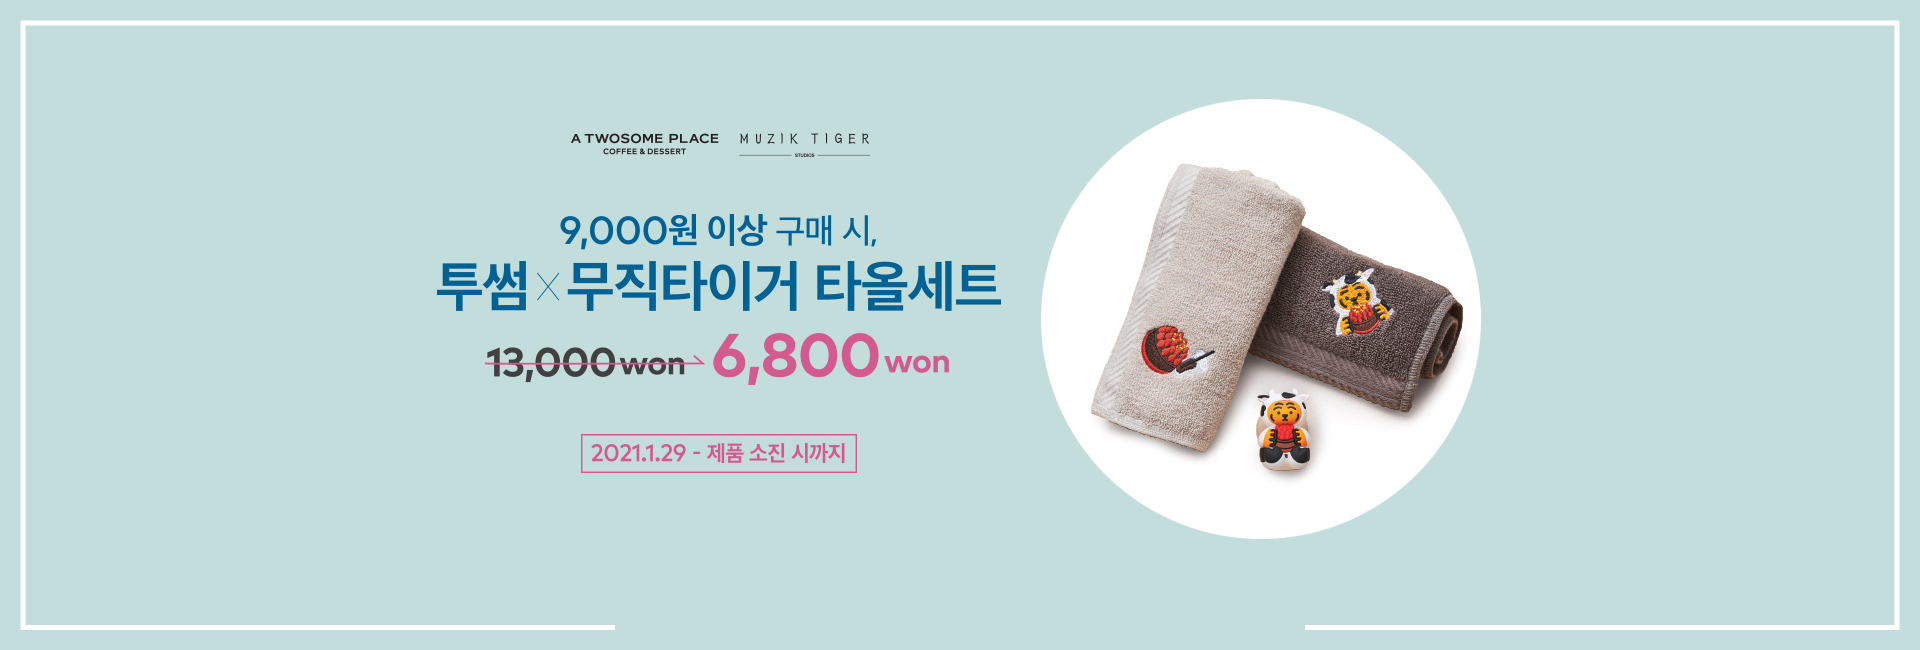 A TWOSOME PLACE
COFFEE & DESSERT
MUZIK TIGER
STUDIOS
9,000원 이상 구매 시,
투썸×무직타이거 타올세트
13,000won → 6,800won
2021.1.29 - 제품 소진 시까지